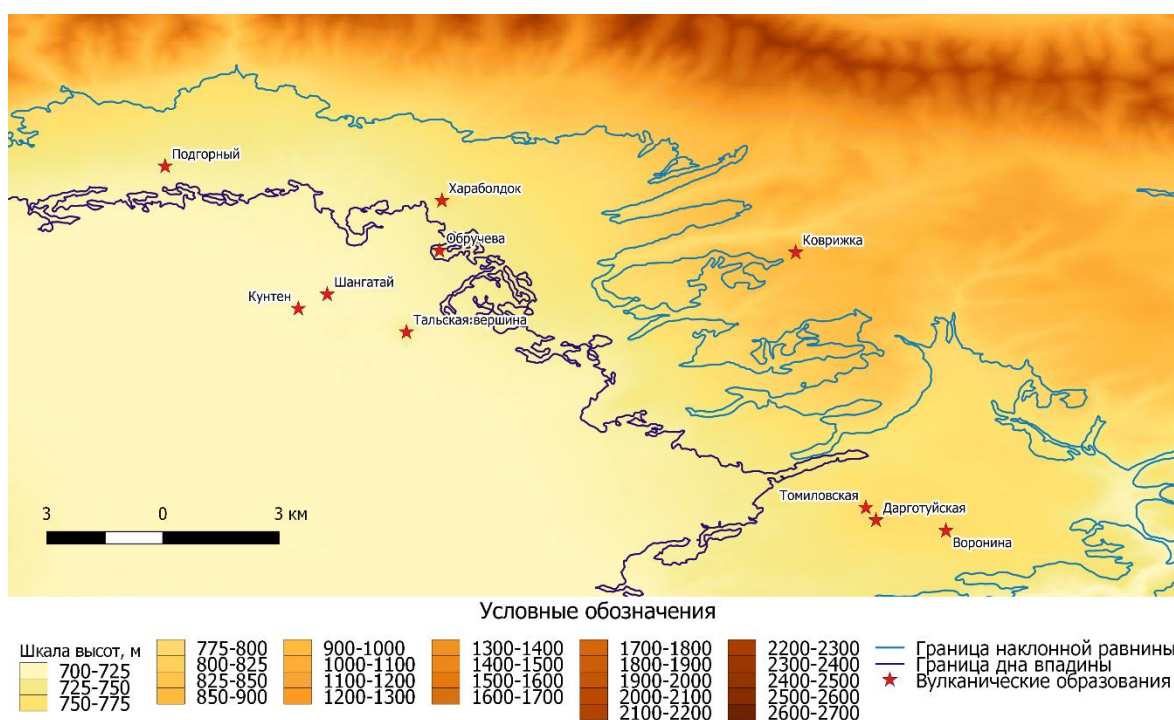 Подгорный
Хараболдок
Обручева
Коврижка
Шангатай
Кунтен
Тальская вершина
Томиловская
Дарготуйская
Воронина
3 0 3 км
Условные обозначения
Шкала высот, м
700-725
725-750
750-775
775-800
800-825
825-850
850-900
900-1000
1000-1100
1100-1200
1200-1300
1300-1400
1400-1500
1500-1600
1600-1700
1700-1800
1800-1900
1900-2000
2000-2100
2100-2200
2200-2300
2300-2400
2400-2500
2500-2600
2600-2700
Граница наклонной равнины
Граница дна впадины
Вулканические образования